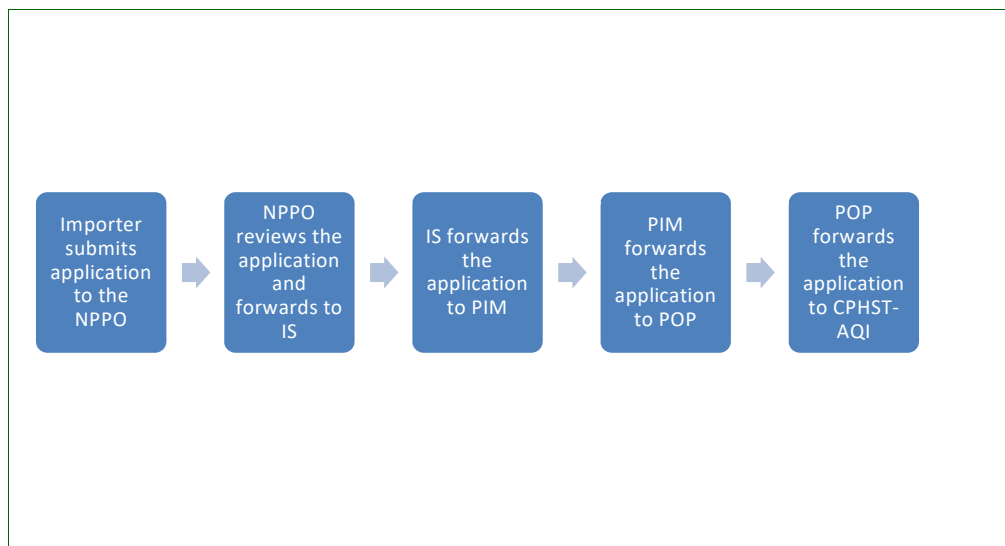 Importer
submits
application
to the
NPPO
NPPO
reviews the
application
and
forwards to
IS
IS forwards
the
application
to PIM
PIM
forwards
the
application
to POP
POP
forwards
the
application
to CPHST-
AQI